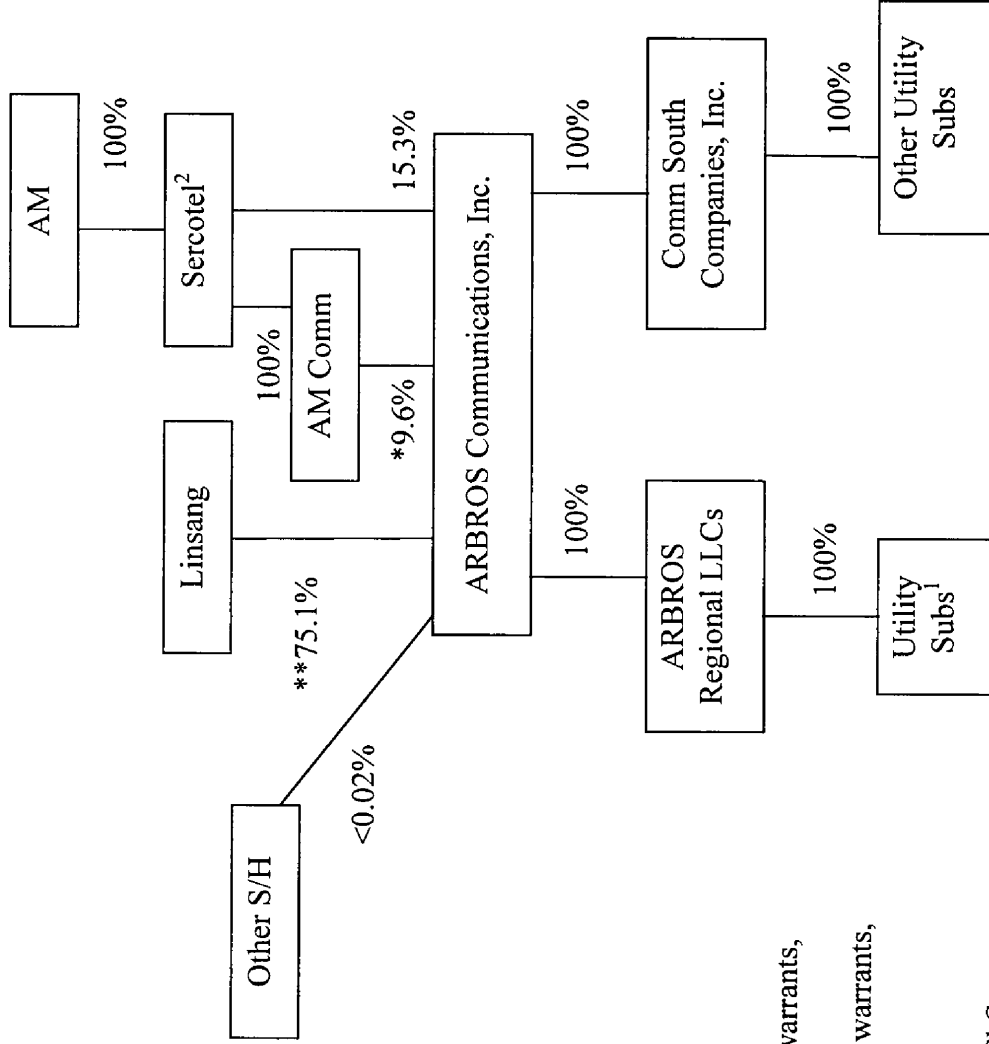 AM
100%
Sercotel²
15.3%
100%
AM Comm
*9.6%
Linsang
**75.1%
Other S/H
<0.02%
ARBROS Communications, Inc.
100%
100%
ARBROS
Regional LLCs
Comm South
Companies, Inc.
100%
100%
Utility
Subs¹
Other Utility
Subs
warrants,
warrants,